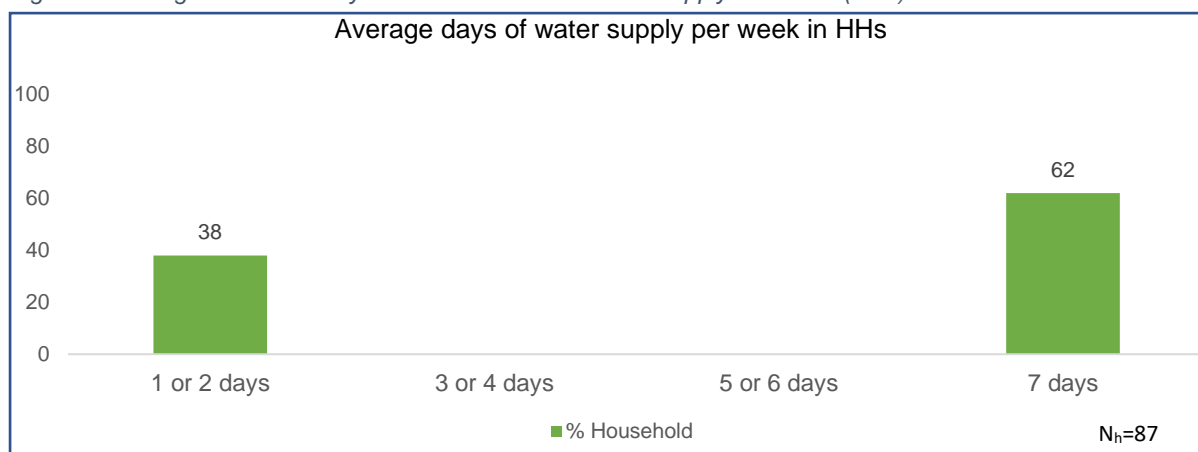 Average days of water supply per week in HHs
100
80
60
40
20
0
38
62
1 or 2 days
3 or 4 days
5 or 6 days
7 days
% Household
Nh=87